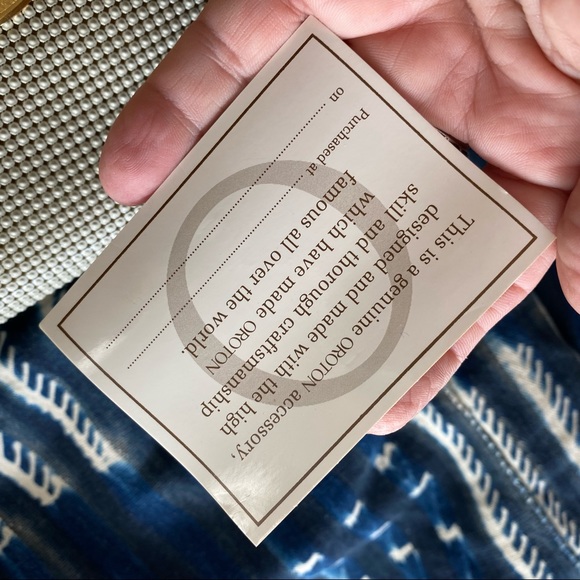 This is a genuine OROTON accessory,
designed and made with the high
skill and thorough craftsmanship
which have made OROTON
famous all over the world.
Purchased at
on